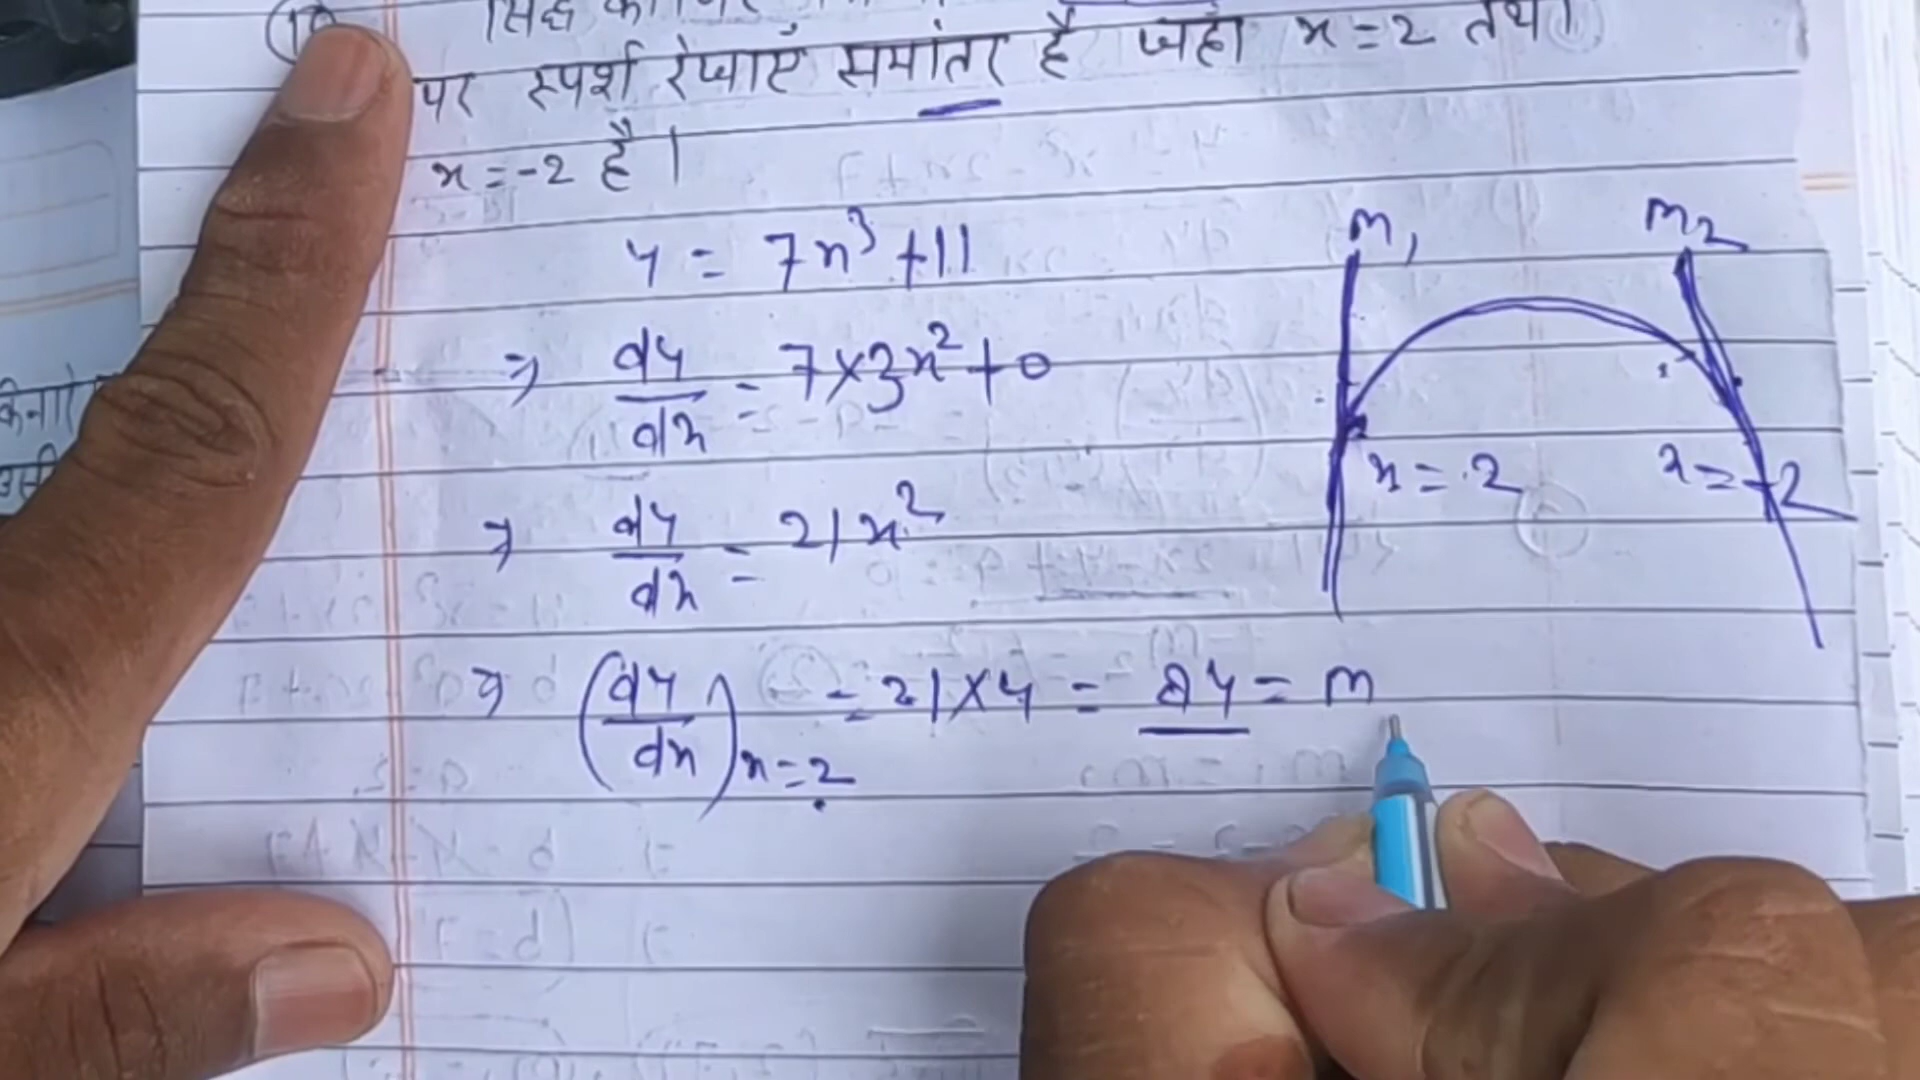 सिद्ध
पर स्पर्श रेखाएं समांतर है जहां x=2 तथा
x=-2 है।
y = 7x³+11
⇒ dy/dx = 7×3x²+0
⇒ dy/dx = 21x²
⇒ (dy/dx)x=2 = 21×4 = 84 = m
m₁
m₂
x=2
x=-2